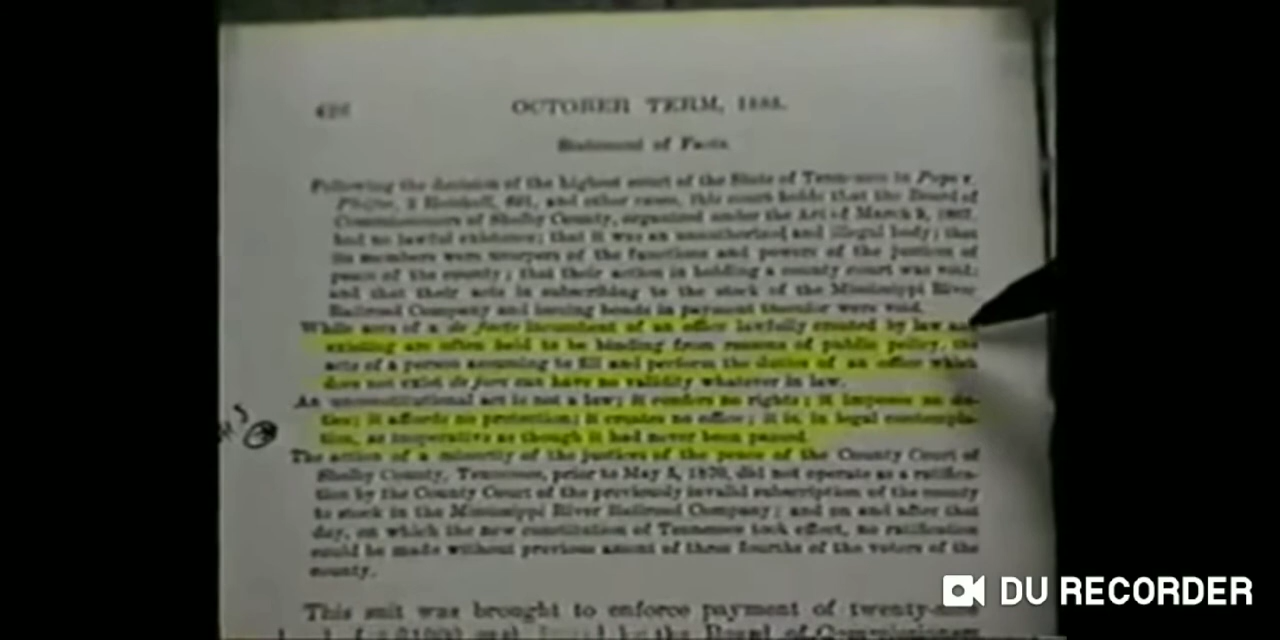 426 OCTOBER TERM, 1885.
Statement of Facts.
Following the decision of the highest court of the State of Tennessee in Pope v.
Phifer, 3 Heiskell, 691, and other cases, this court holds that the Board of
Commissioners of Shelby County, organized under the Act of March 9, 1867,
had no lawful existence; that it was an unauthorized and illegal body; that
its members were usurpers of the functions and powers of the justices of
peace of the county; that their action in holding a county court was void;
and that their acts in subscribing to the stock of the Mississippi River
Railroad Company and issuing bonds in payment therefor were void.
While acts of a de facto incumbent of an office lawfully created by law and
existing are often held to be binding from reasons of public policy, the
acts of a person assuming to fill and perform the duties of an office which
does not exist de jure can have no validity whatever in law.
An unconstitutional act is not a law; it confers no rights; it imposes no du-
ties; it affords no protection; it creates no office; it is, in legal contempla-
tion, as inoperative as though it had never been passed.
The action of a minority of the justices of the peace of the County Court of
Shelby County, Tennessee, prior to May 5, 1870, did not operate as a ratifica-
tion by the County Court of the previously invalid subscription of the county
to stock in the Mississippi River Railroad Company; and on and after that
day, on which the new constitution of Tennessee took effect, no ratification
could be made without previous assent of three fourths of the voters of the
county.
This suit was brought to enforce payment of twenty-
the Board of Commissioners
DU RECORDER